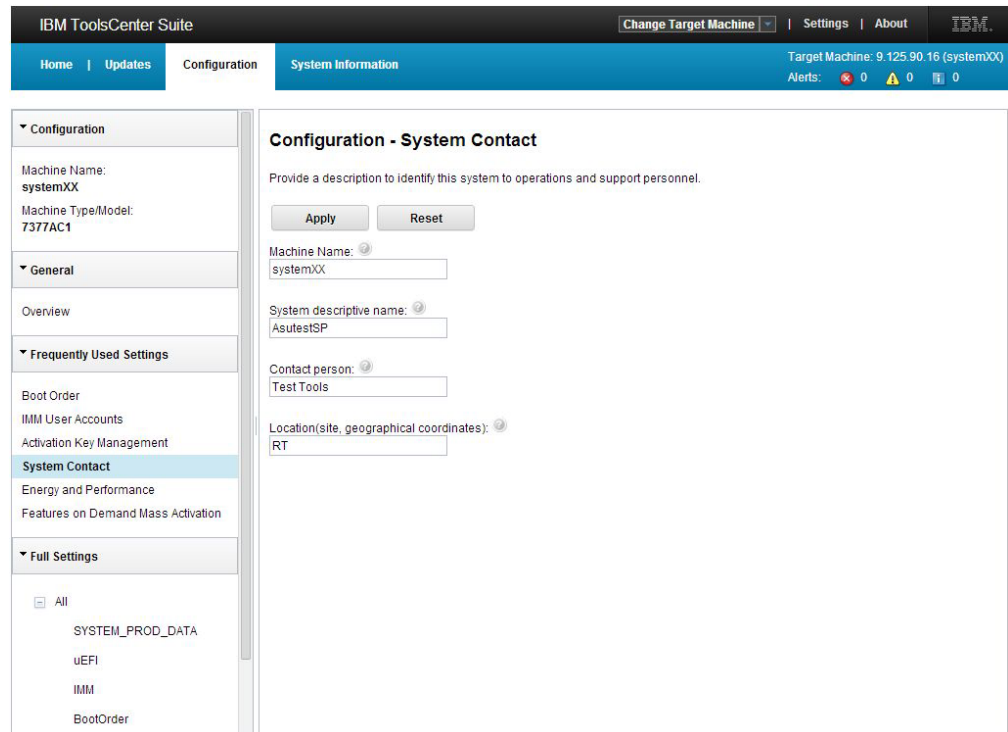 IBM ToolsCenter Suite
Change Target Machine | Settings | About
IBM.
Home | Updates Configuration System Information
Target Machine: 9.125.90.16 (systemXX)
Alerts: 0 0 0
Configuration
Machine Name:
systemXX
Machine Type/Model:
7377AC1
General
Overview
Frequently Used Settings
Boot Order
IMM User Accounts
Activation Key Management
System Contact
Energy and Performance
Features on Demand Mass Activation
Full Settings
All
SYSTEM_PROD_DATA
uEFI
IMM
BootOrder
Configuration - System Contact
Provide a description to identify this system to operations and support personnel.
Apply Reset
Machine Name: ?
systemXX
System descriptive name: ?
AsutestSP
Contact person: ?
Test Tools
Location(site, geographical coordinates): ?
RT